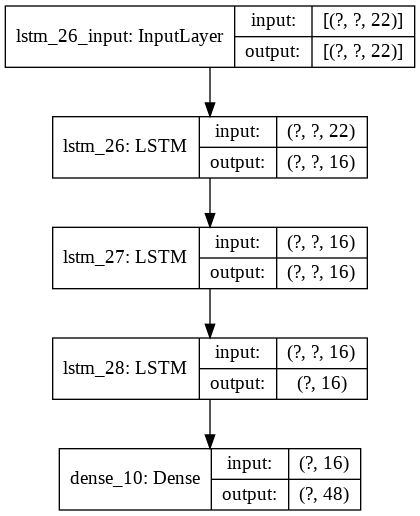 lstm_26_input: InputLayer
input: [(?, ?, 22)]
output: [(?, ?, 22)]
lstm_26: LSTM
input: (?, ?, 22)
output: (?, ?, 16)
lstm_27: LSTM
input: (?, ?, 16)
output: (?, ?, 16)
lstm_28: LSTM
input: (?, ?, 16)
output: (?, 16)
dense_10: Dense
input: (?, 16)
output: (?, 48)